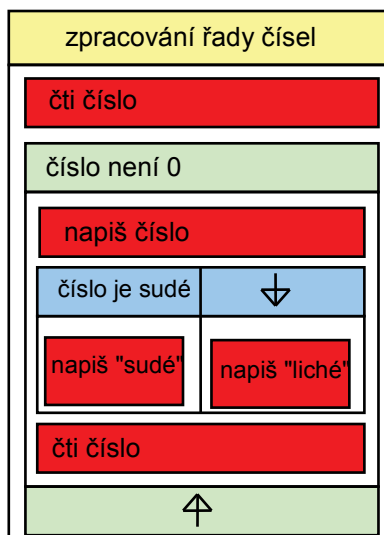 zpracování řady čísel
čti číslo
číslo není 0
napiš číslo
číslo je sudé
napiš "sudé"
napiš "liché"
čti číslo